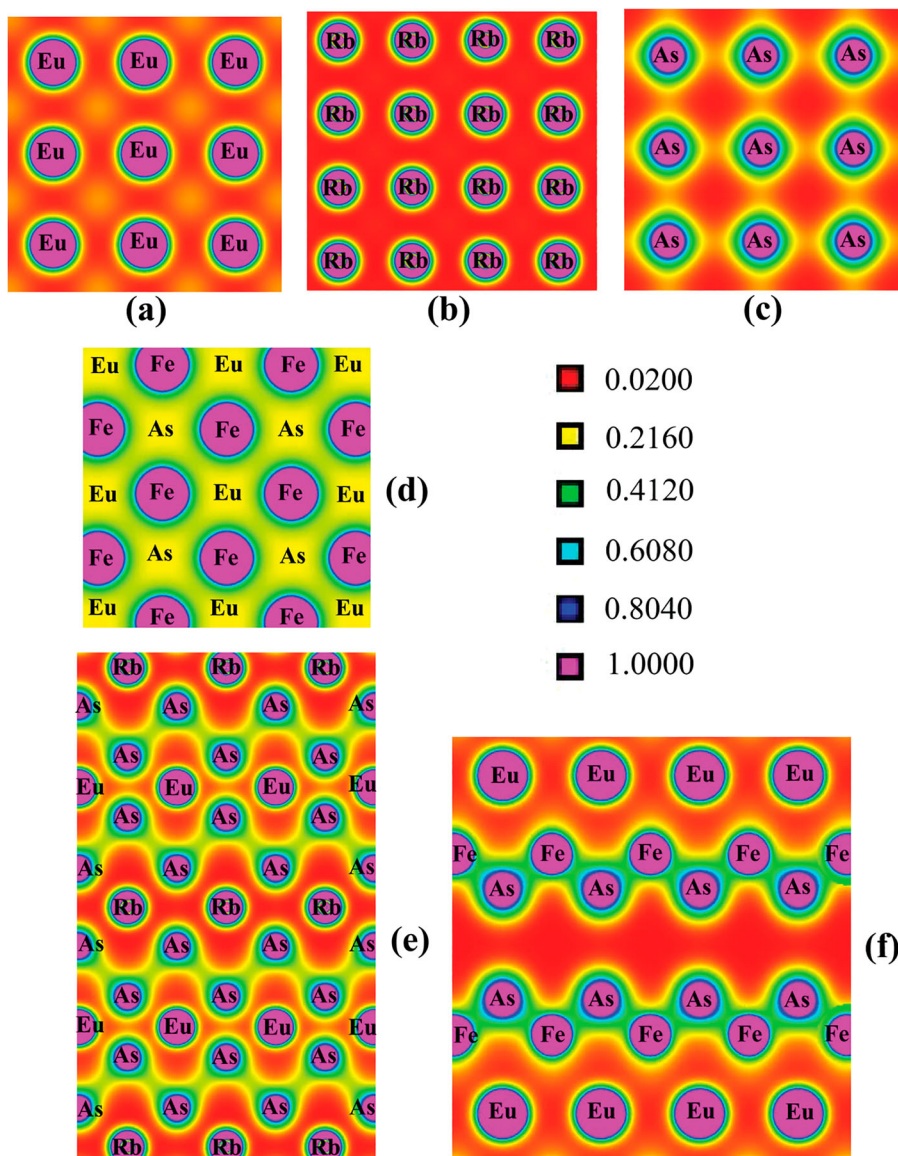 Eu Eu Eu
Eu Eu Eu
Eu Eu Eu
(a)
Rb Rb Rb Rb
Rb Rb Rb Rb
Rb Rb Rb Rb
Rb Rb Rb Rb
(b)
As As As
As As As
As As As
(c)
Eu Fe Eu Fe Eu
Fe As Fe As Fe
Eu Fe Eu Fe Eu
Fe As Fe As Fe
Eu Fe Eu Fe Eu
(d)
0.0200
0.2160
0.4120
0.6080
0.8040
1.0000
Rb Rb Rb
As As As As
As As As
Eu Eu Eu Eu
As As As
As As As As
Rb Rb Rb
As As As As
As As As
Eu Eu Eu Eu
As As As
As As As As
Rb Rb Rb
(e)
Eu Eu Eu Eu
Fe Fe Fe Fe Fe
As As As As
As As As As
Fe Fe Fe Fe Fe
Eu Eu Eu Eu
(f)